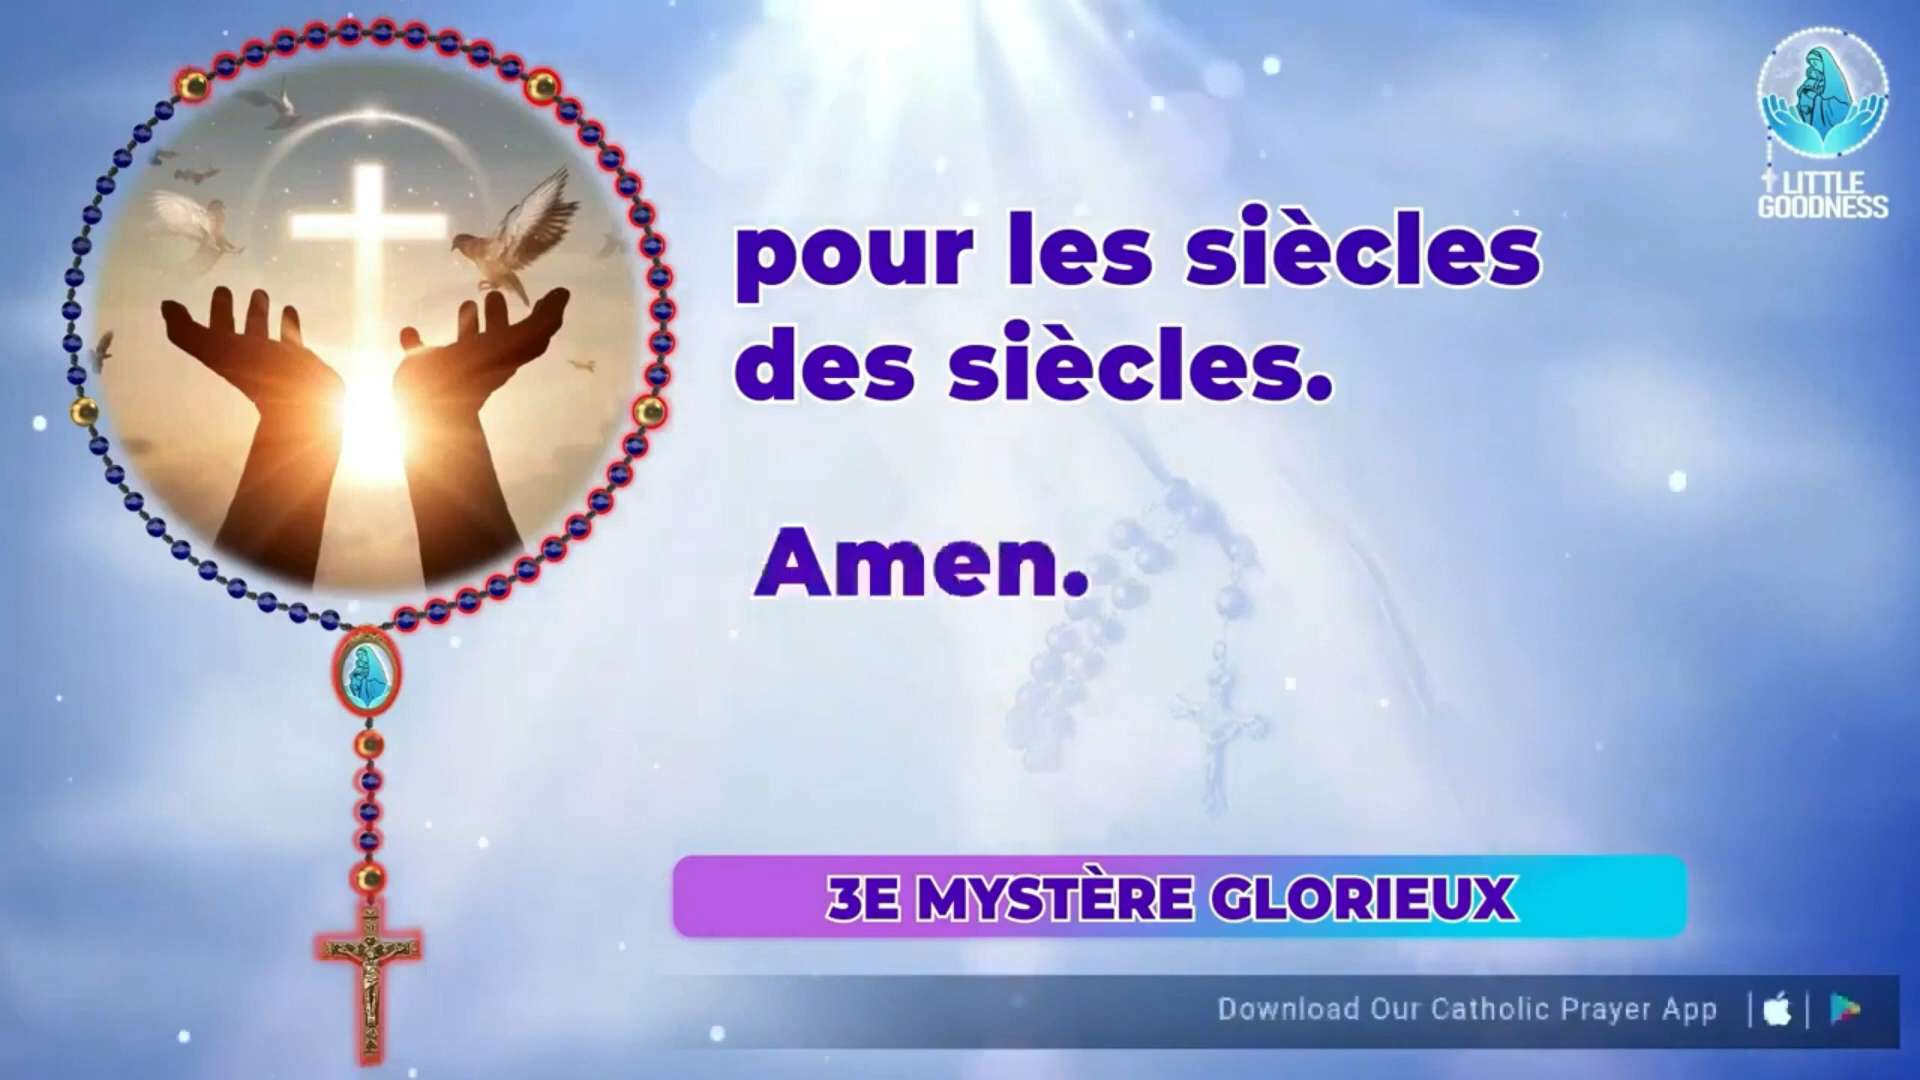 LITTLE
GOODNESS
pour les siècles
des siècles.
Amen.
3E MYSTÈRE GLORIEUX
Download Our Catholic Prayer App